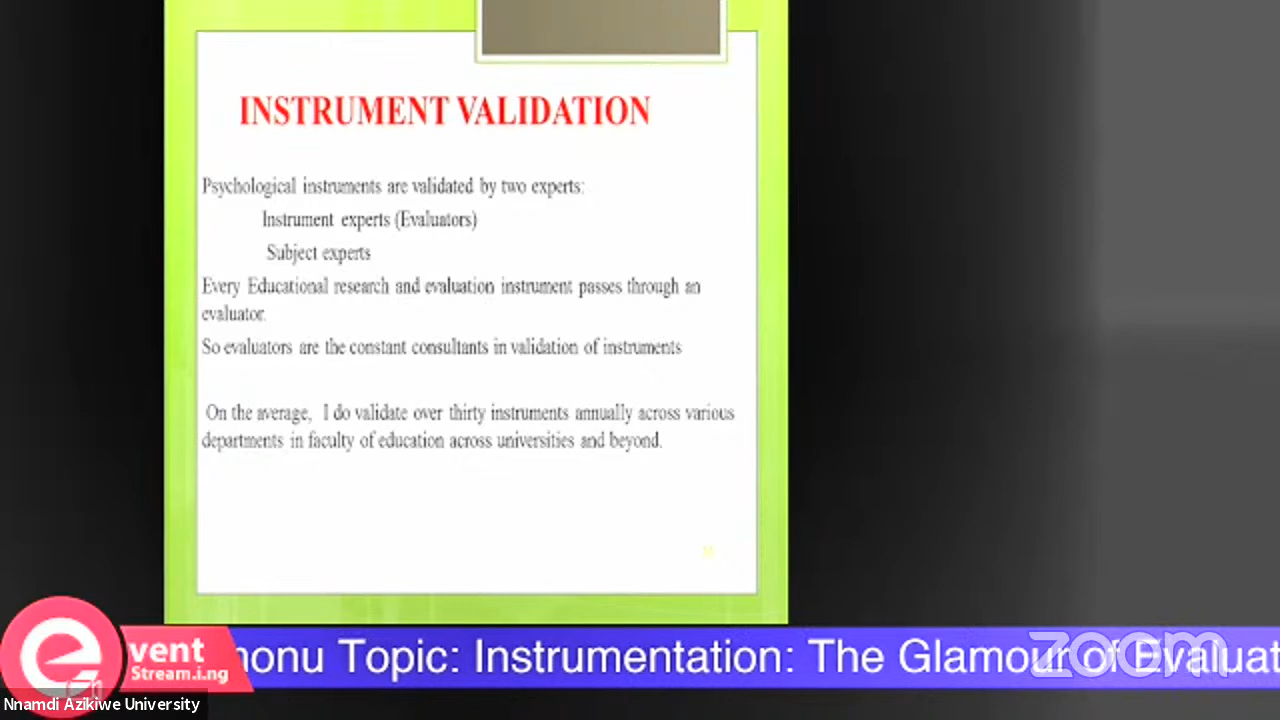 INSTRUMENT VALIDATION
Psychological instruments are validated by two experts:
Instrument experts (Evaluators)
Subject experts
Every Educational research and evaluation instrument passes through an
evaluator.
So evaluators are the constant consultants in validation of instruments
On the average, I do validate over thirty instruments annually across various
departments in faculty of education across universities and beyond.
e vent
Stream.i.ng
nonu Topic: Instrumentation: The Glamour of Evaluat
zoom
Nnamdi Azikiwe University